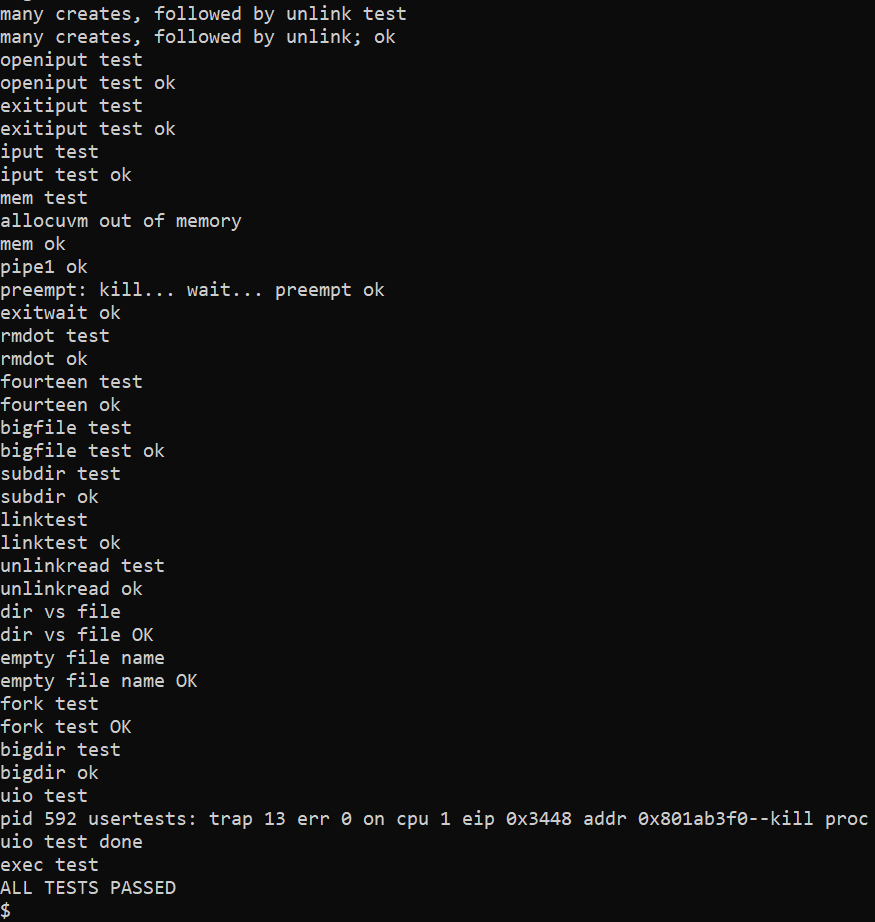 many creates, followed by unlink test
many creates, followed by unlink; ok
openiput test
openiput test ok
exitiput test
exitiput test ok
iput test
iput test ok
mem test
allocuvm out of memory
mem ok
pipe1 ok
preempt: kill... wait... preempt ok
exitwait ok
rmdot test
rmdot ok
fourteen test
fourteen ok
bigfile test
bigfile test ok
subdir test
subdir ok
linktest
linktest ok
unlinkread test
unlinkread ok
dir vs file
dir vs file OK
empty file name
empty file name OK
fork test
fork test OK
bigdir test
bigdir ok
uio test
pid 592 usertests: trap 13 err 0 on cpu 1 eip 0x3448 addr 0x801ab3f0--kill proc
uio test done
exec test
ALL TESTS PASSED
$